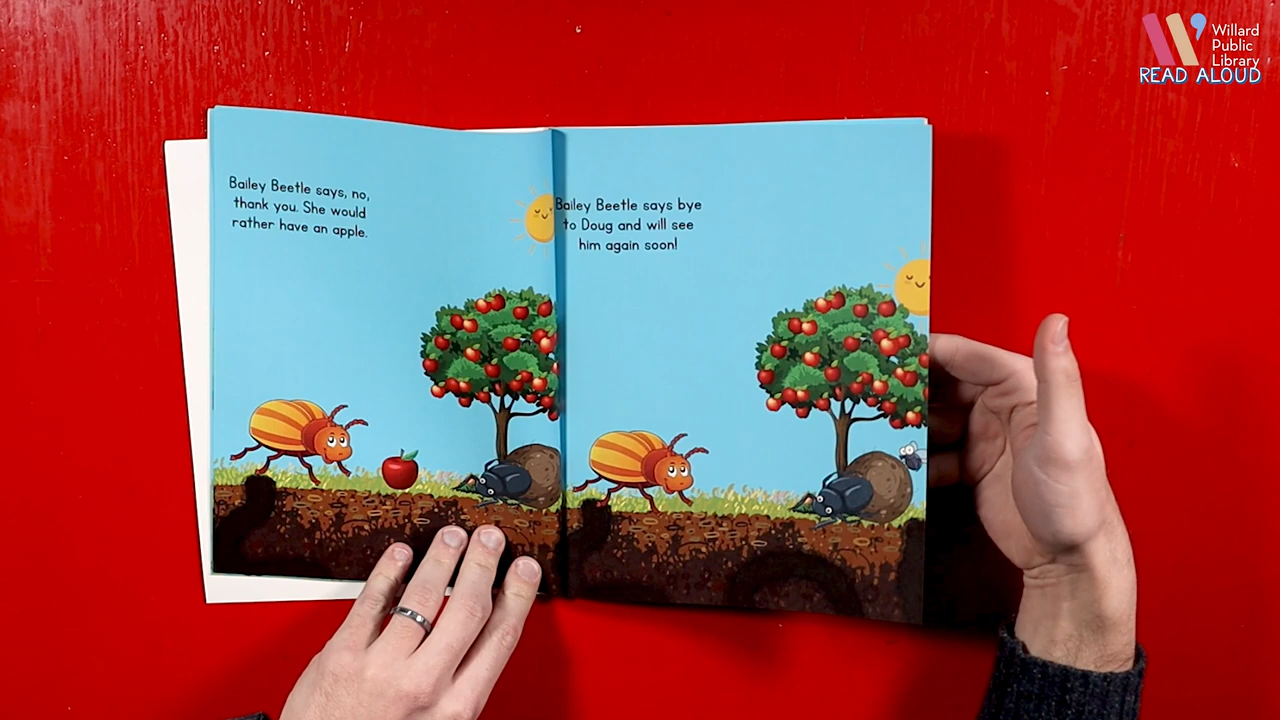 Willard
Public
Library
READ ALOUD
Bailey Beetle says, no,
thank you. She would
rather have an apple.
Bailey Beetle says bye
to Doug and will see
him again soon!